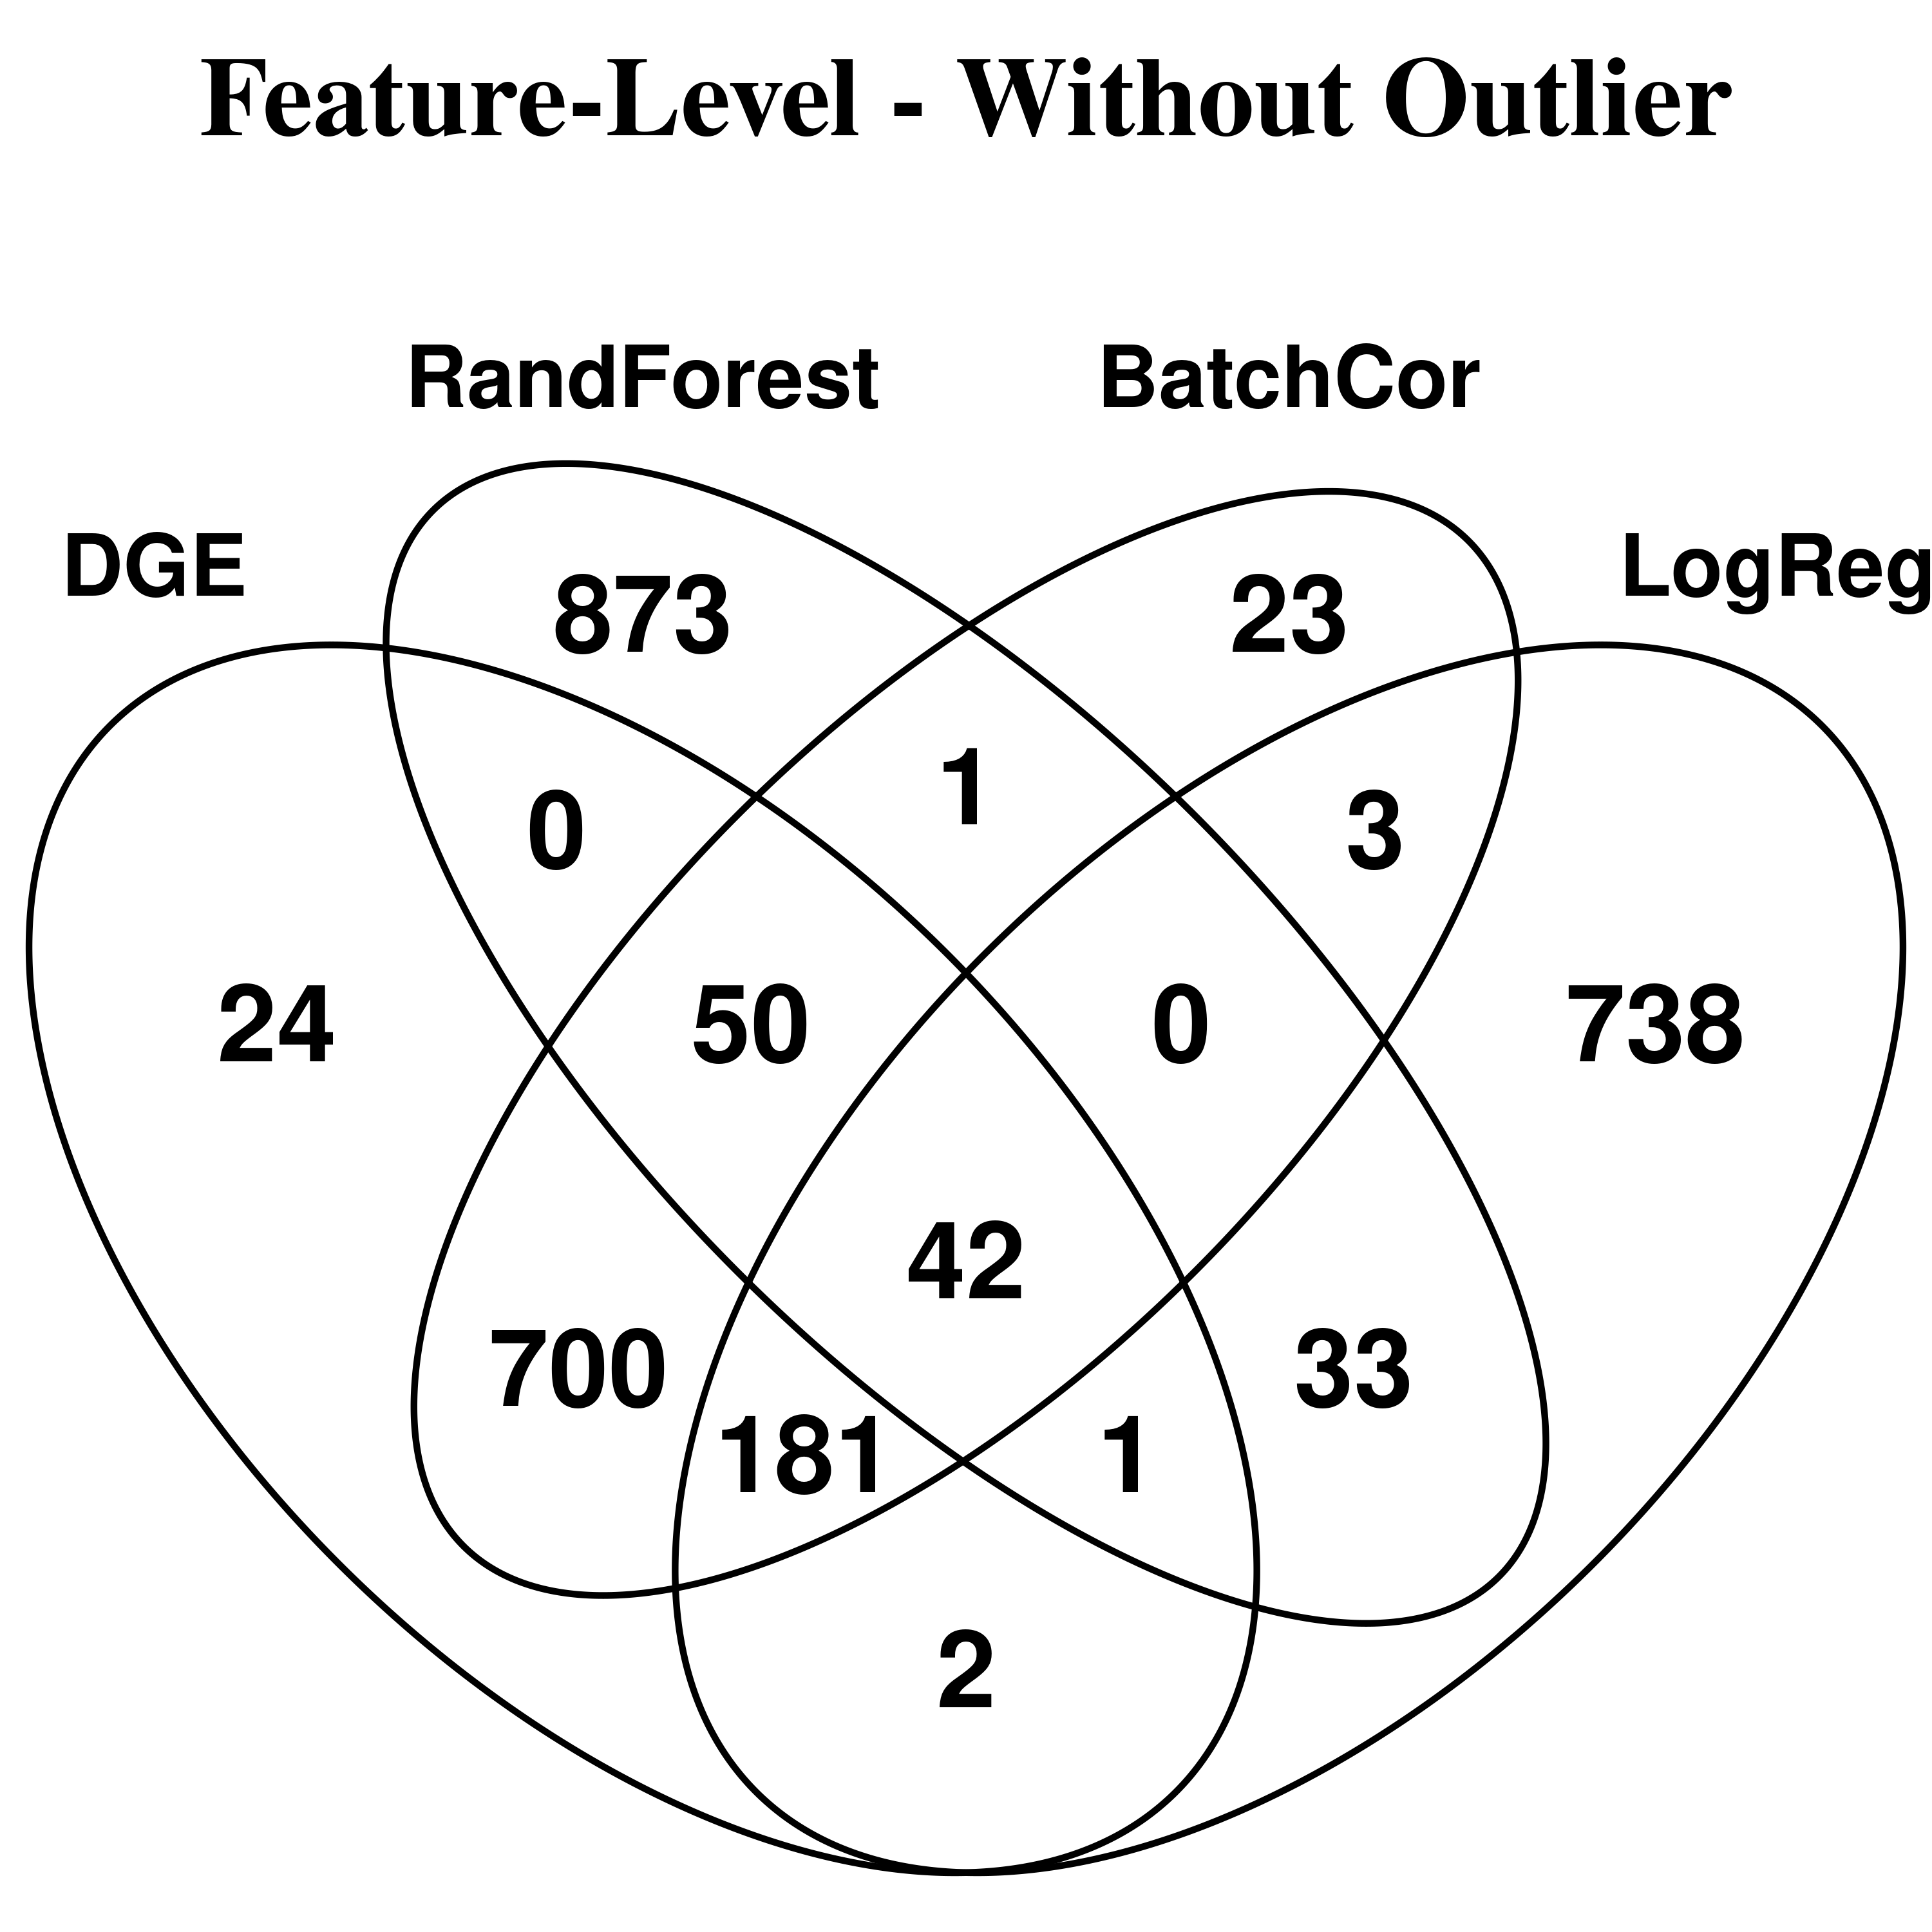 Feature-Level - Without Outlier
RandForest BatchCor
DGE LogReg
873 23
1
0 3
24 50 0 738
42
700 33
181 1
2